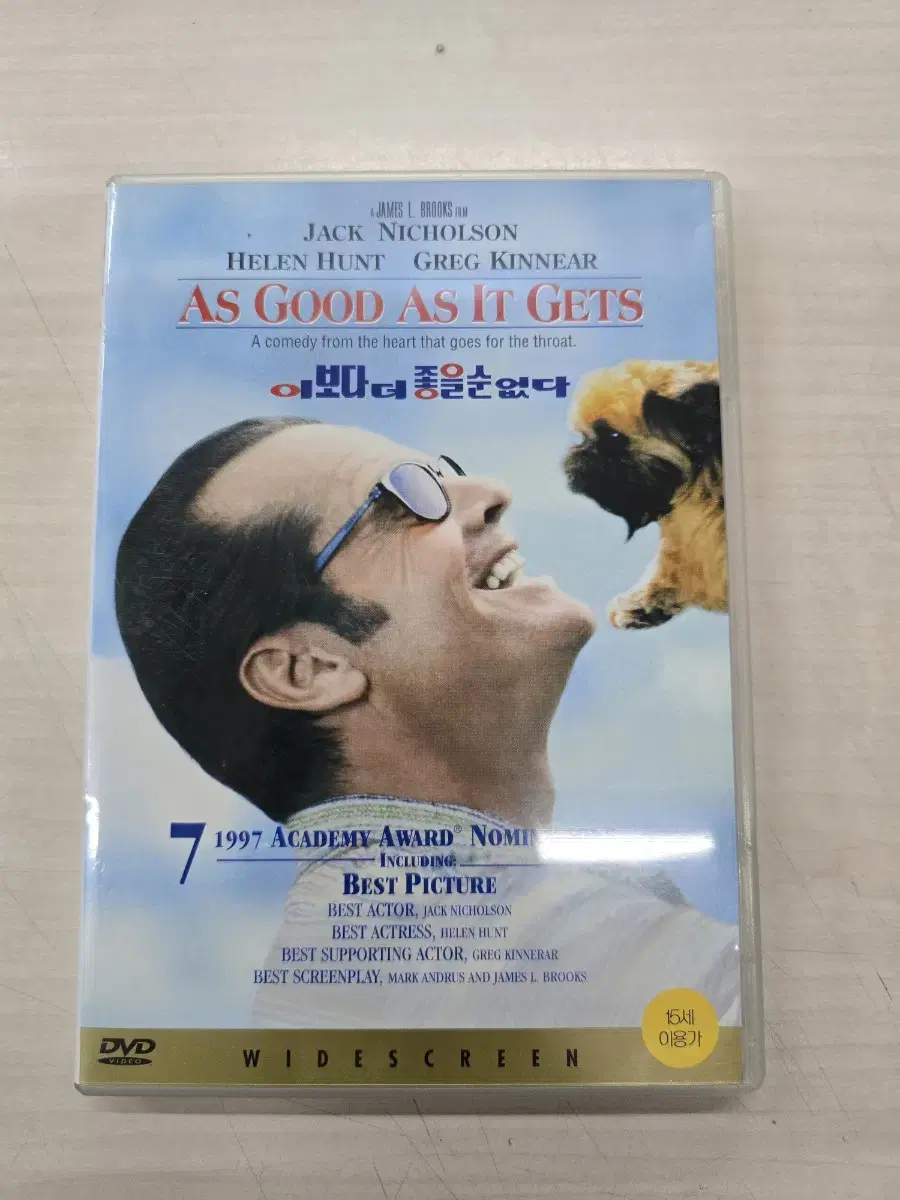 A JAMES L. BROOKS FILM
JACK NICHOLSON
HELEN HUNT GREG KINNEAR
AS GOOD AS IT GETS
A comedy from the heart that goes for the throat.
이보다 더 좋을순 없다
7 1997 ACADEMY AWARD®
INCLUDING:
BEST PICTURE
BEST ACTOR, JACK NICHOLSON
BEST ACTRESS, HELEN HUNT
BEST SUPPORTING ACTOR, GREG KINNERAR
BEST SCREENPLAY, MARK ANDRUS AND JAMES L. BROOKS
15세
이용가
DVD
VIDEO
WIDESCREEN